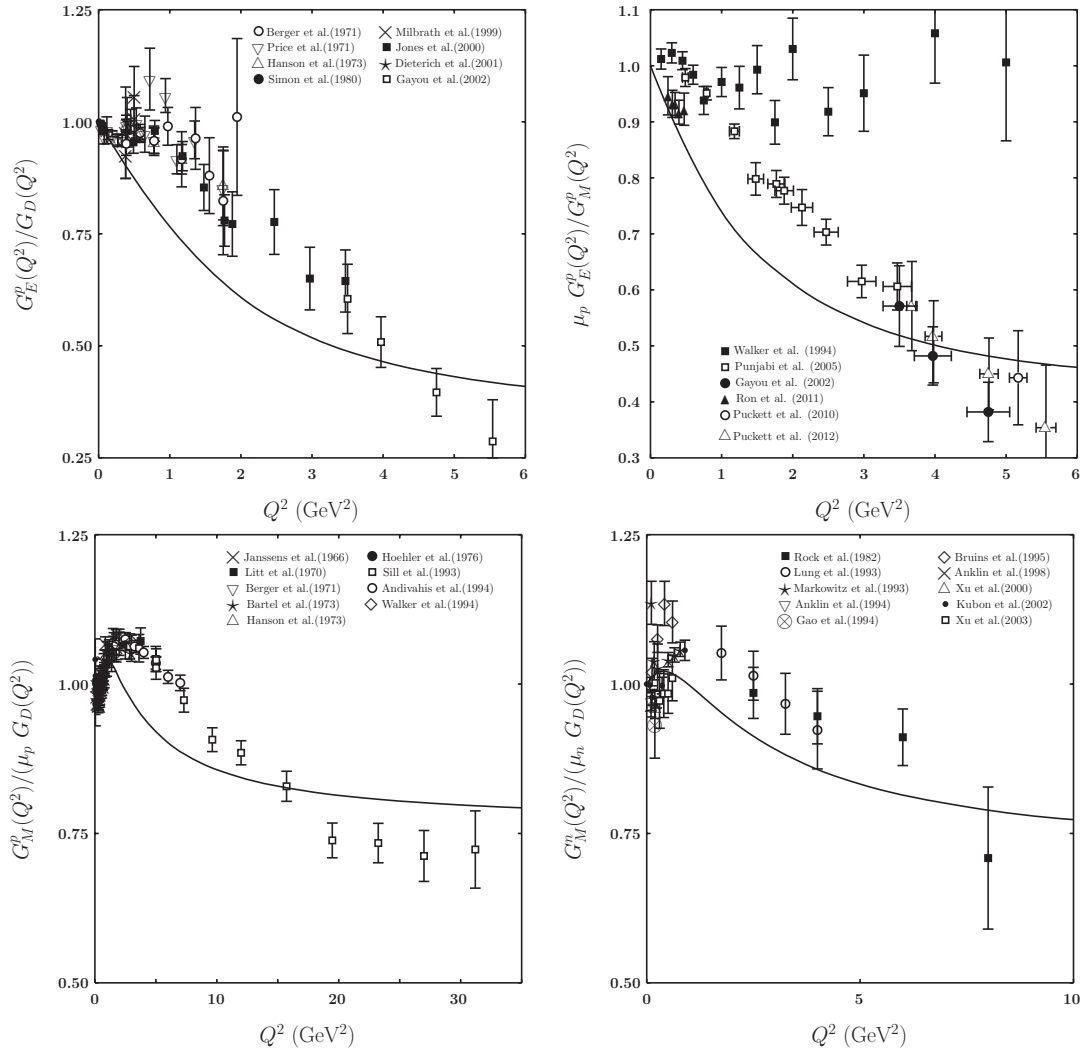 1.25
1.00
0.75
0.50
0.25
0 1 2 3 4 5 6
G_E^p(Q^2)/G_D(Q^2)
Q^2 (GeV^2)
Berger et al.(1971)
Price et al.(1971)
Hanson et al.(1973)
Simon et al.(1980)
Milbrath et al.(1999)
Jones et al.(2000)
Dieterich et al.(2001)
Gayou et al.(2002)
1.1
1.0
0.9
0.8
0.7
0.6
0.5
0.4
0.3
0 1 2 3 4 5 6
μ_p G_E^p(Q^2)/G_M^p(Q^2)
Q^2 (GeV^2)
Walker et al. (1994)
Punjabi et al. (2005)
Gayou et al. (2002)
Ron et al. (2011)
Puckett et al. (2010)
Puckett et al. (2012)
1.25
1.00
0.75
0.50
0 10 20 30
G_M^p(Q^2)/(μ_p G_D(Q^2))
Q^2 (GeV^2)
Janssens et al.(1966)
Litt et al.(1970)
Berger et al.(1971)
Bartel et al.(1973)
Hanson et al.(1973)
Hoehler et al.(1976)
Sill et al.(1993)
Andivahis et al.(1994)
Walker et al.(1994)
1.25
1.00
0.75
0.50
0 5 10
G_M^n(Q^2)/(μ_n G_D(Q^2))
Q^2 (GeV^2)
Rock et al.(1982)
Lung et al.(1993)
Markowitz et al.(1993)
Anklin et al.(1994)
Gao et al.(1994)
Bruins et al.(1995)
Anklin et al.(1998)
Xu et al.(2000)
Kubon et al.(2002)
Xu et al.(2003)